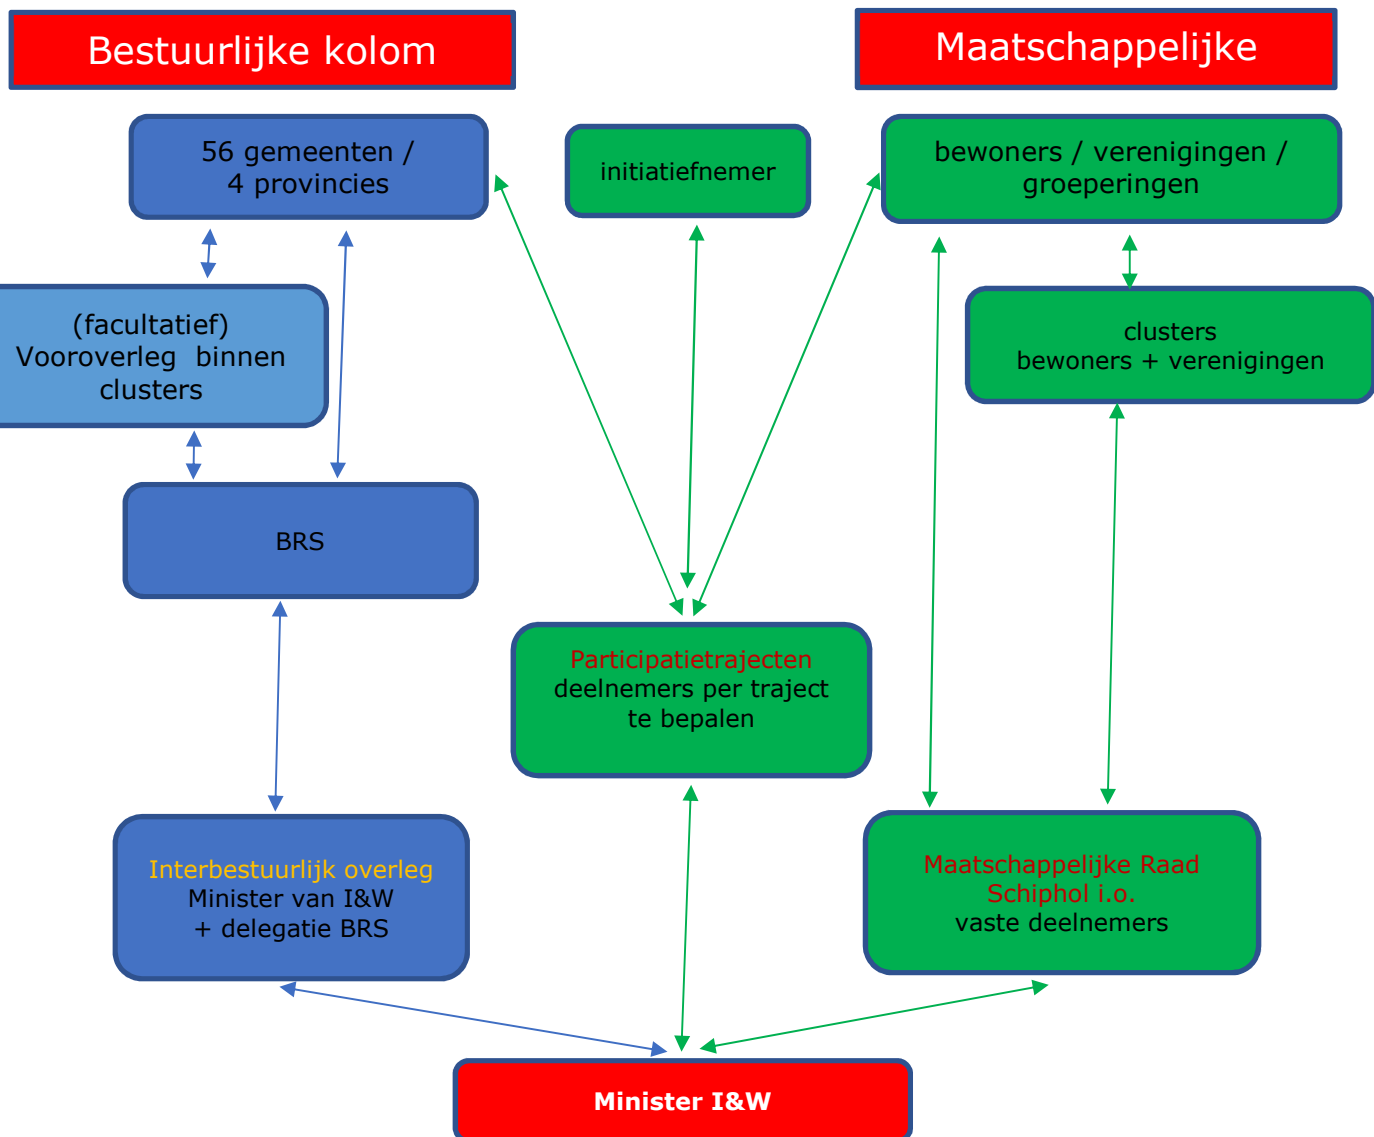 Bestuurlijke kolom
Maatschappelijke
56 gemeenten /
4 provincies
initiatiefnemer
bewoners / verenigingen /
groeperingen
(facultatief)
Vooroverleg binnen
clusters
clusters
bewoners + verenigingen
BRS
Participatietrajecten
deelnemers per traject
te bepalen
Interbestuurlijk overleg
Minister van I&W
+ delegatie BRS
Maatschappelijke Raad
Schiphol i.o.
vaste deelnemers
Minister I&W